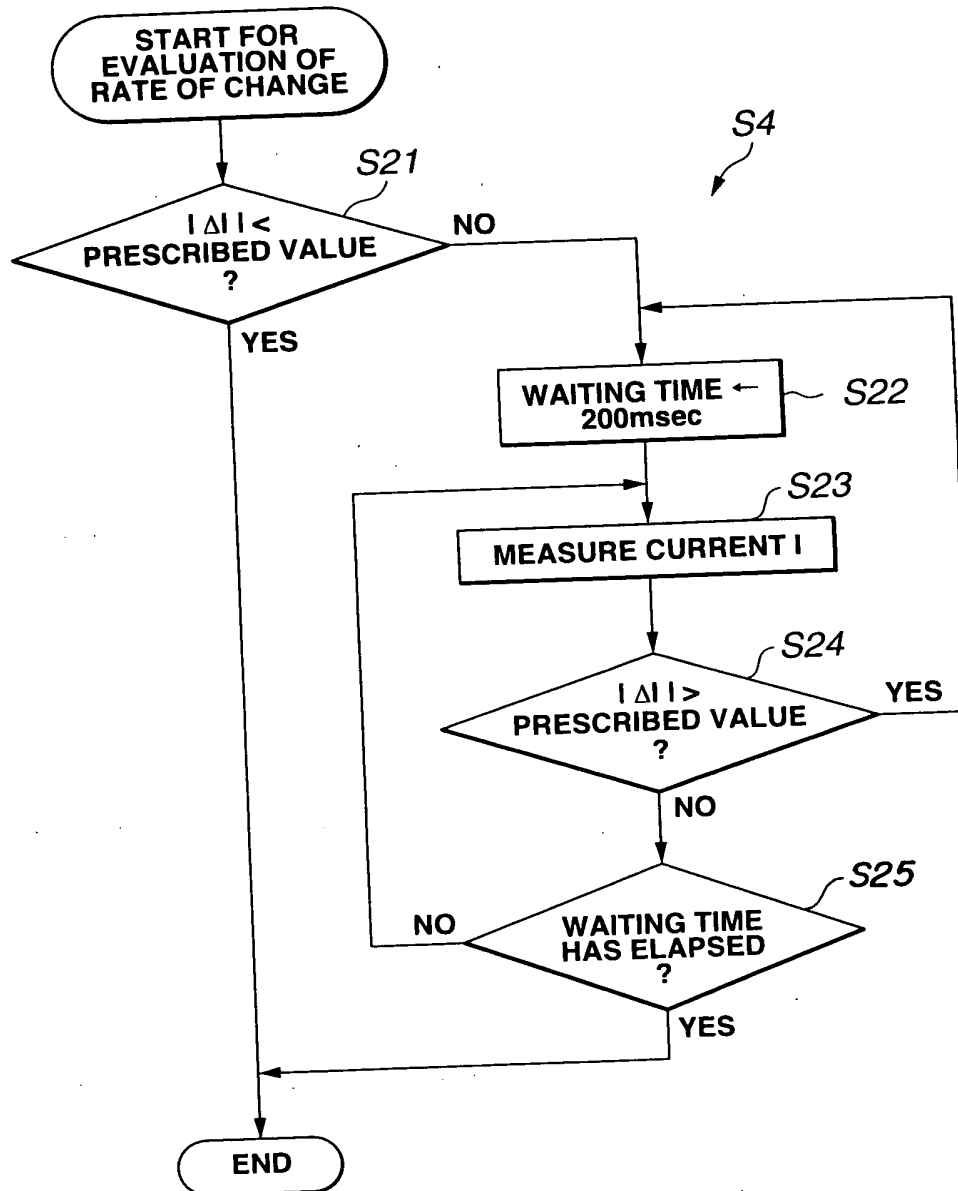 START FOR
EVALUATION OF
RATE OF CHANGE
S4
S21
| ΔI | <
PRESCRIBED VALUE
?
NO
YES
WAITING TIME ←
200msec
S22
S23
MEASURE CURRENT I
S24
| ΔI | >
PRESCRIBED VALUE
?
YES
NO
S25
WAITING TIME
HAS ELAPSED
?
NO
YES
END